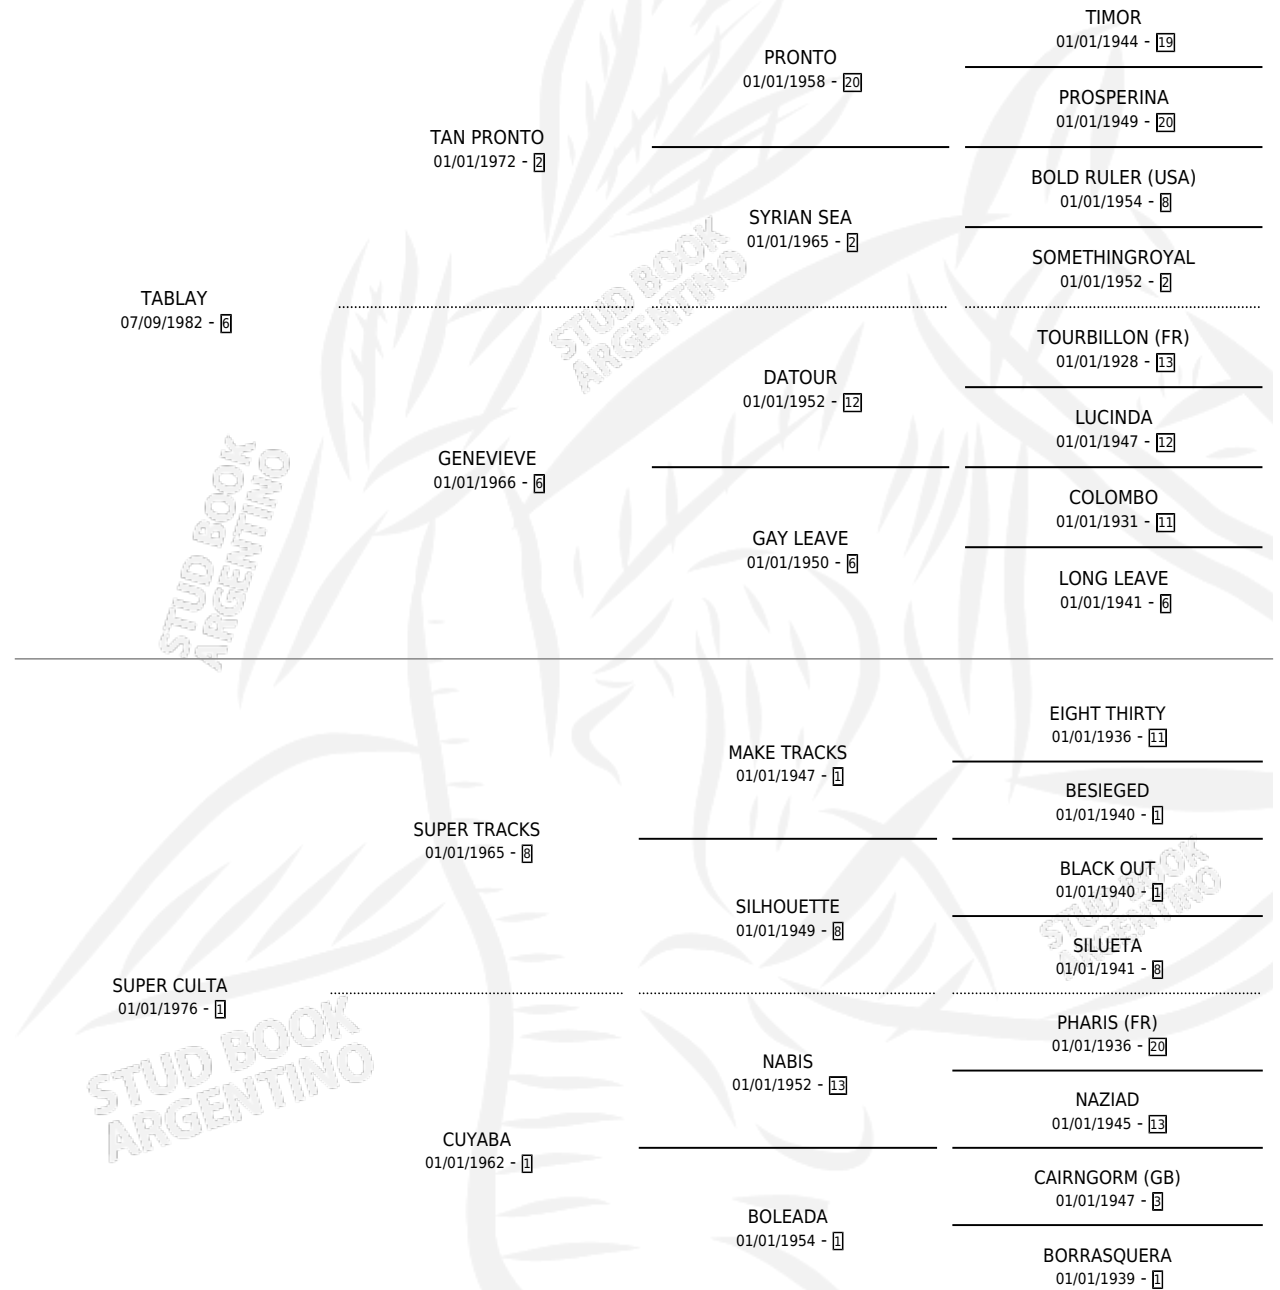 TIMOR
01/01/1944 - 19
PRONTO
01/01/1958 - 20
PROSPERINA
01/01/1949 - 20
TAN PRONTO
01/01/1972 - 2
BOLD RULER (USA)
01/01/1954 - 8
SYRIAN SEA
01/01/1965 - 2
SOMETHINGROYAL
01/01/1952 - 2
TABLAY
07/09/1982 - 6
STUD BOOK
ARGENTINO
TOURBILLON (FR)
01/01/1928 - 13
DATOUR
01/01/1952 - 12
LUCINDA
01/01/1947 - 12
GENEVIEVE
01/01/1966 - 6
COLOMBO
01/01/1931 - 11
GAY LEAVE
01/01/1950 - 6
LONG LEAVE
01/01/1941 - 6
STUD BOOK
ARGENTINO
EIGHT THIRTY
01/01/1936 - 11
MAKE TRACKS
01/01/1947 - 1
BESIEGED
01/01/1940 - 1
SUPER TRACKS
01/01/1965 - 8
BLACK OUT
01/01/1940 - 1
SILHOUETTE
01/01/1949 - 8
SILUETA
01/01/1941 - 8
STUD BOOK
ARGENTINO
SUPER CULTA
01/01/1976 - 1
STUD BOOK
ARGENTINO
PHARIS (FR)
01/01/1936 - 20
NABIS
01/01/1952 - 13
NAZIAD
01/01/1945 - 13
CUYABA
01/01/1962 - 1
CAIRNGORM (GB)
01/01/1947 - 3
BOLEADA
01/01/1954 - 1
BORRASQUERA
01/01/1939 - 1